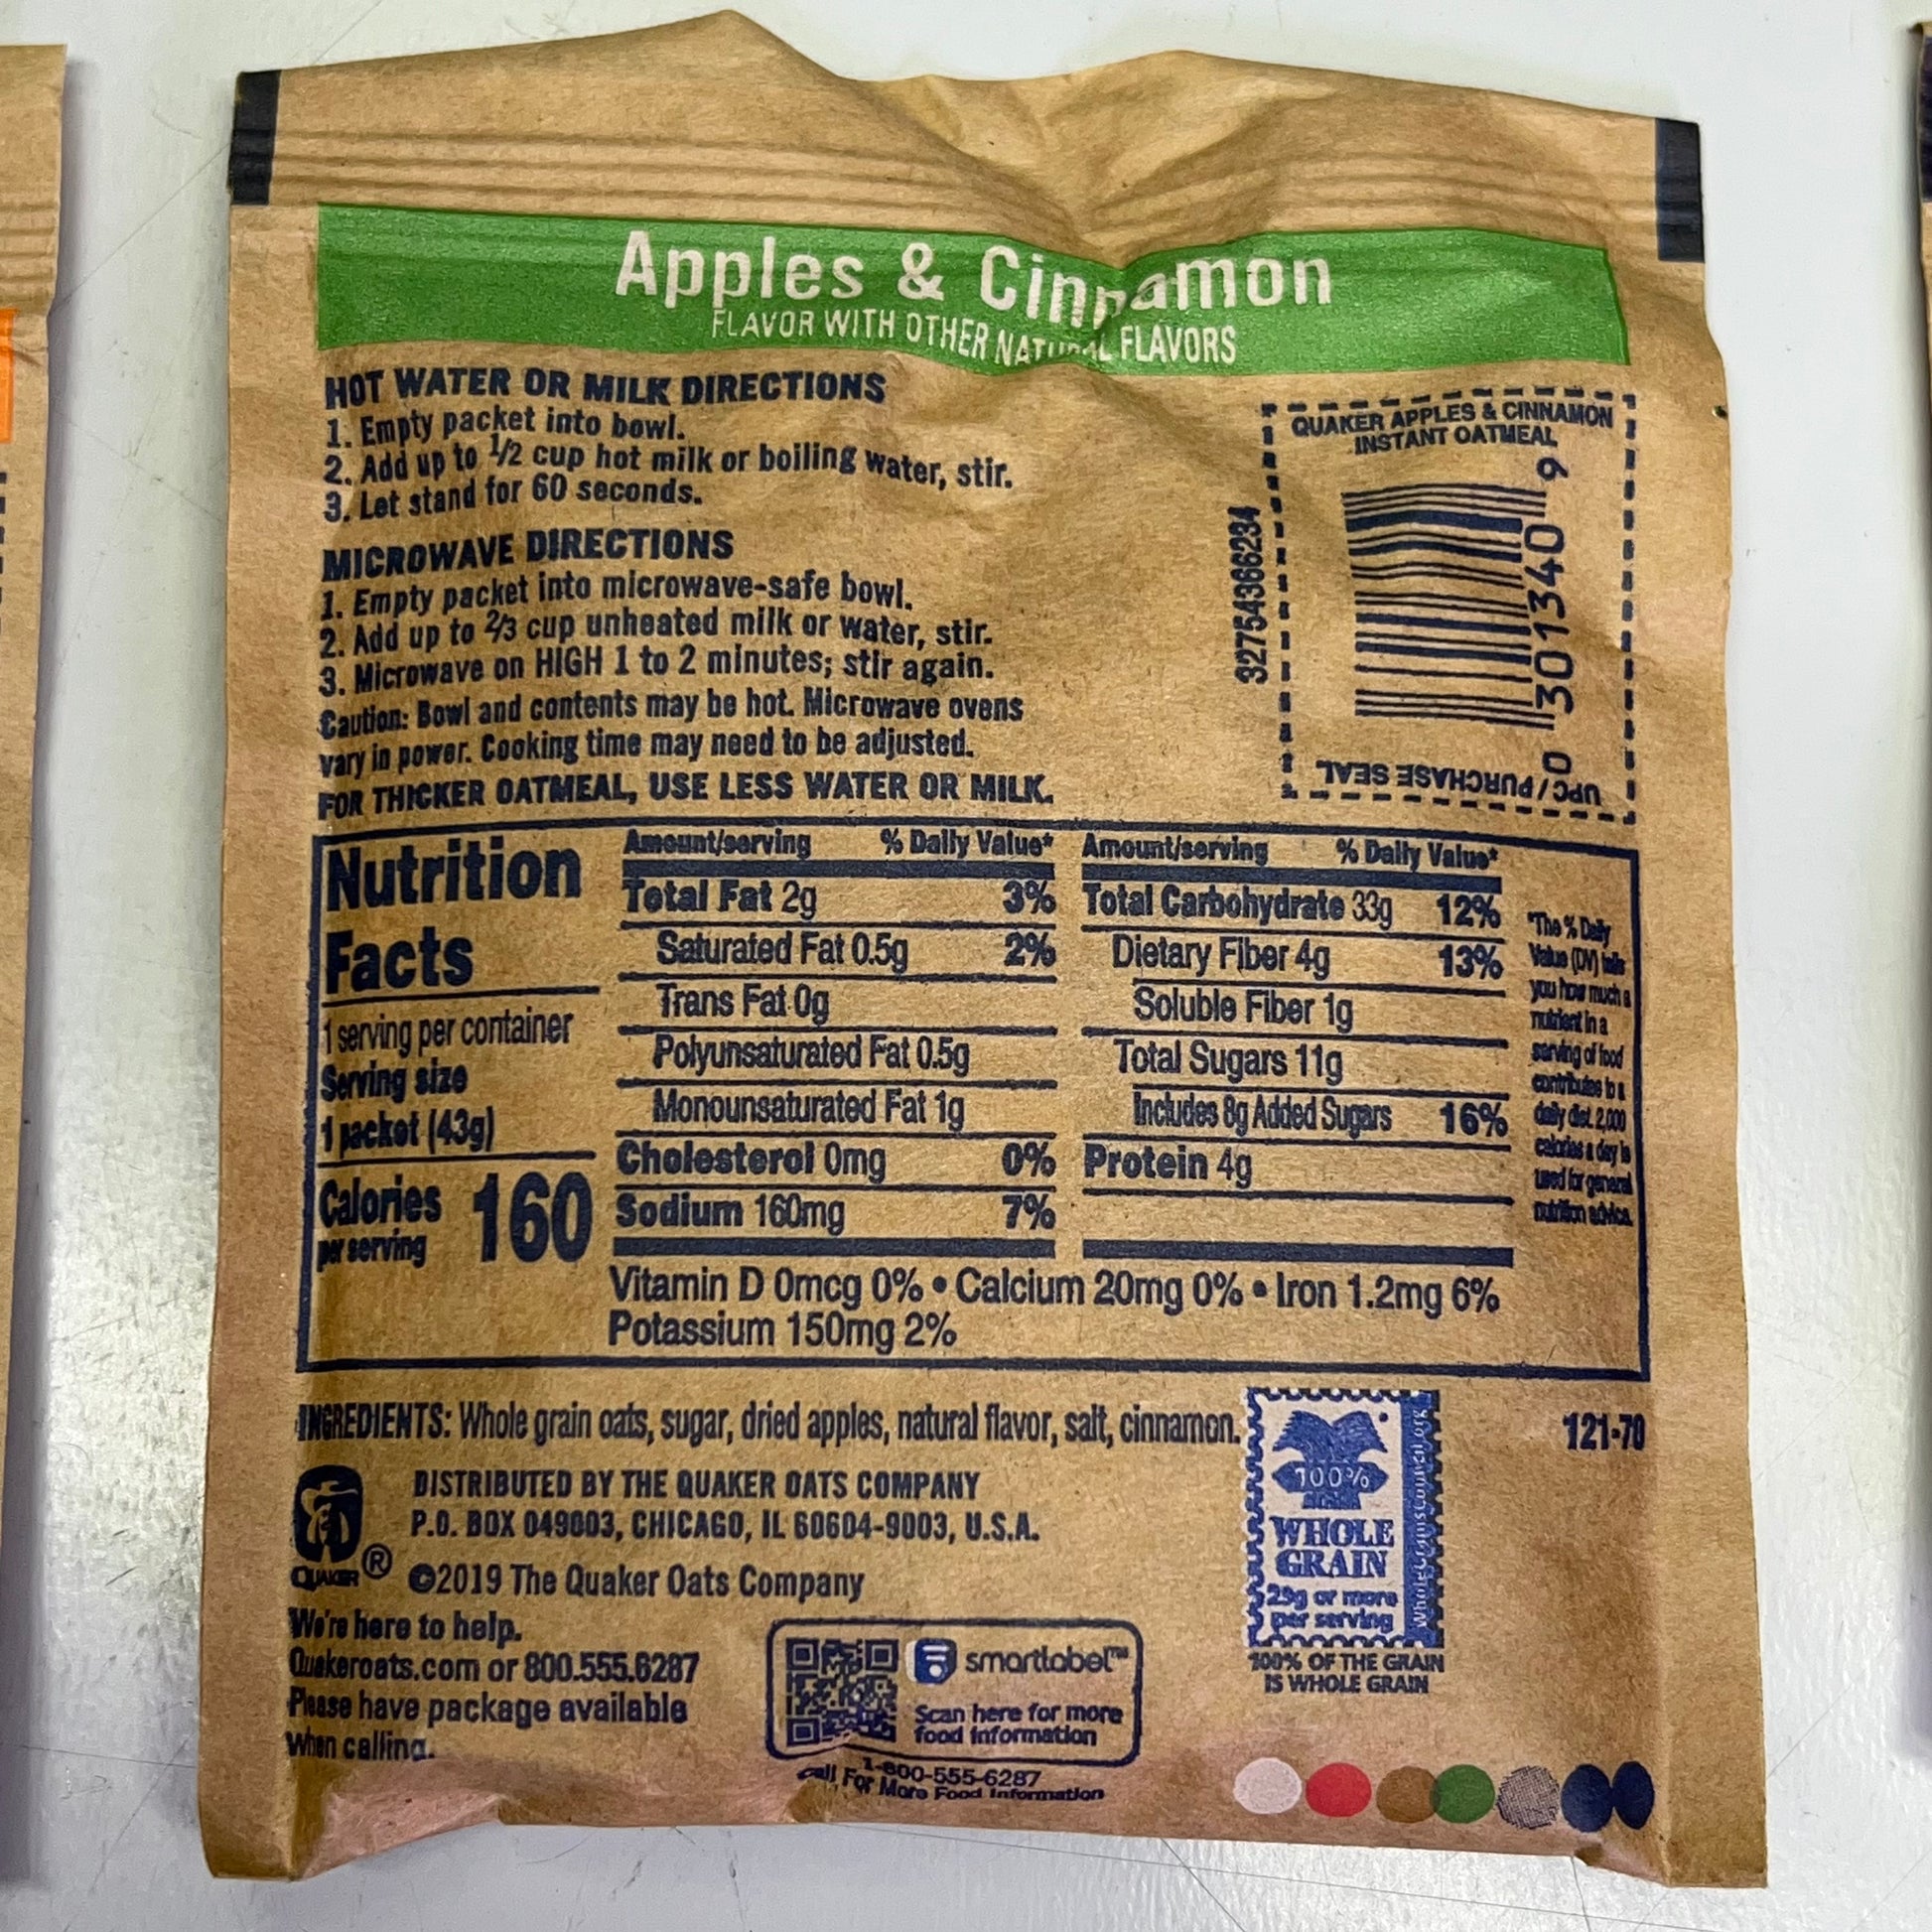 Apples & Cinnamon
FLAVOR WITH OTHER NATURAL FLAVORS
HOT WATER OR MILK DIRECTIONS
1. Empty packet into bowl.
2. Add up to 1/2 cup hot milk or boiling water, stir.
3. Let stand for 60 seconds.
MICROWAVE DIRECTIONS
1. Empty packet into microwave-safe bowl.
2. Add up to 2/3 cup unheated milk or water, stir.
3. Microwave on HIGH 1 to 2 minutes; stir again.
Caution: Bowl and contents may be hot. Microwave ovens
vary in power. Cooking time may need to be adjusted.
FOR THICKER OATMEAL, USE LESS WATER OR MILK.
QUAKER APPLES & CINNAMON
INSTANT OATMEAL
0 301340 9
UPC / PURCHASE SEAL
32754366234
Nutrition
Facts
1 serving per container
Serving size
1 packet (43g)
Calories 160
per serving
Amount/serving % Daily Value*
Total Fat 2g 3%
Saturated Fat 0.5g 2%
Trans Fat 0g
Polyunsaturated Fat 0.5g
Monounsaturated Fat 1g
Cholesterol 0mg 0%
Sodium 160mg 7%
Amount/serving % Daily Value*
Total Carbohydrate 33g 12%
Dietary Fiber 4g 13%
Soluble Fiber 1g
Total Sugars 11g
Includes 8g Added Sugars 16%
Protein 4g
*The % Daily
Value (DV) tells
you how much a
nutrient in a
serving of food
contributes to a
daily diet. 2,000
calories a day is
used for general
nutrition advice.
Vitamin D 0mcg 0% • Calcium 20mg 0% • Iron 1.2mg 6%
Potassium 150mg 2%
INGREDIENTS: Whole grain oats, sugar, dried apples, natural flavor, salt, cinnamon.
121-70
DISTRIBUTED BY THE QUAKER OATS COMPANY
P.O. BOX 049003, CHICAGO, IL 60604-9003, U.S.A.
QUAKER®
©2019 The Quaker Oats Company
We're here to help.
Quakeroats.com or 800.555.6287
Please have package available
when calling.
smartlabel™
Scan here for more
food information
1-800-555-6287
Call For More Food Information
100%
WHOLE
GRAIN
29g or more
per serving
WholeGrainsCouncil.org
100% OF THE GRAIN
IS WHOLE GRAIN